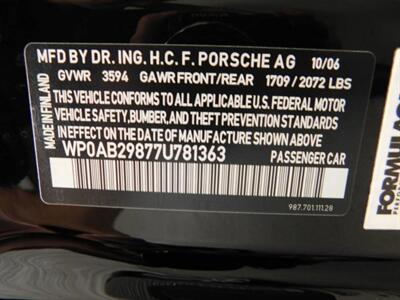 MFD BY DR. ING. H.C. F. PORSCHE AG 10/06
GVWR 3594 GAWR FRONT/REAR 1709 / 2072 LBS
MADE IN FINLAND
THIS VEHICLE CONFORMS TO ALL APPLICABLE U.S. FEDERAL MOTOR
VEHICLE SAFETY, BUMBER, AND THEFT PREVENTION STANDARDS
IN EFFECT ON THE DATE OF MANUFACTURE SHOWN ABOVE.
WP0AB29877U781363 PASSENGER CAR
987.701.111.28